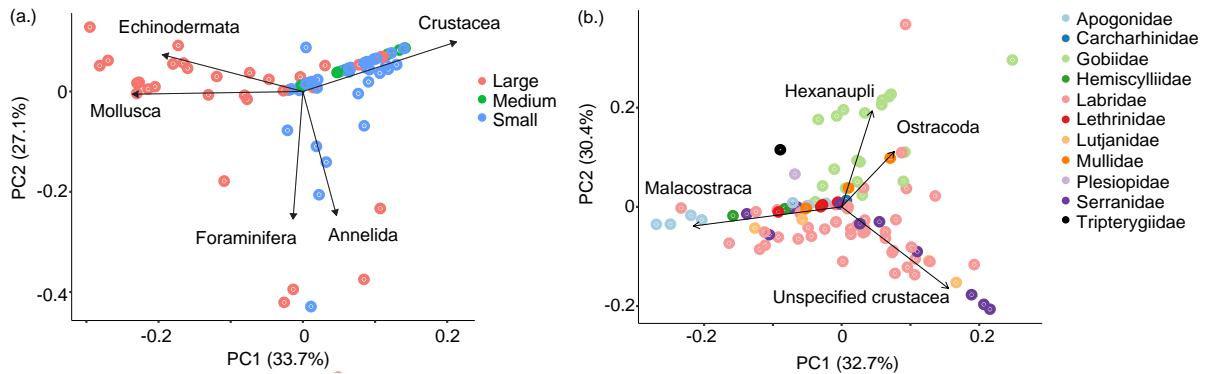 (a.)
Echinodermata
Crustacea
Mollusca
Foraminifera
Annelida
0
-0.2
-0.4
PC2 (27.1%)
-0.2
0
0.2
PC1 (33.7%)
Large
Medium
Small
(b.)
Hexanaupli
Ostracoda
Malacostraca
Unspecified crustacea
0.2
0
-0.2
PC2 (30.4%)
-0.2
0
0.2
PC1 (32.7%)
Apogonidae
Carcharhinidae
Gobiidae
Hemiscylliidae
Labridae
Lethrinidae
Lutjanidae
Mullidae
Plesiopidae
Serranidae
Tripterygiidae